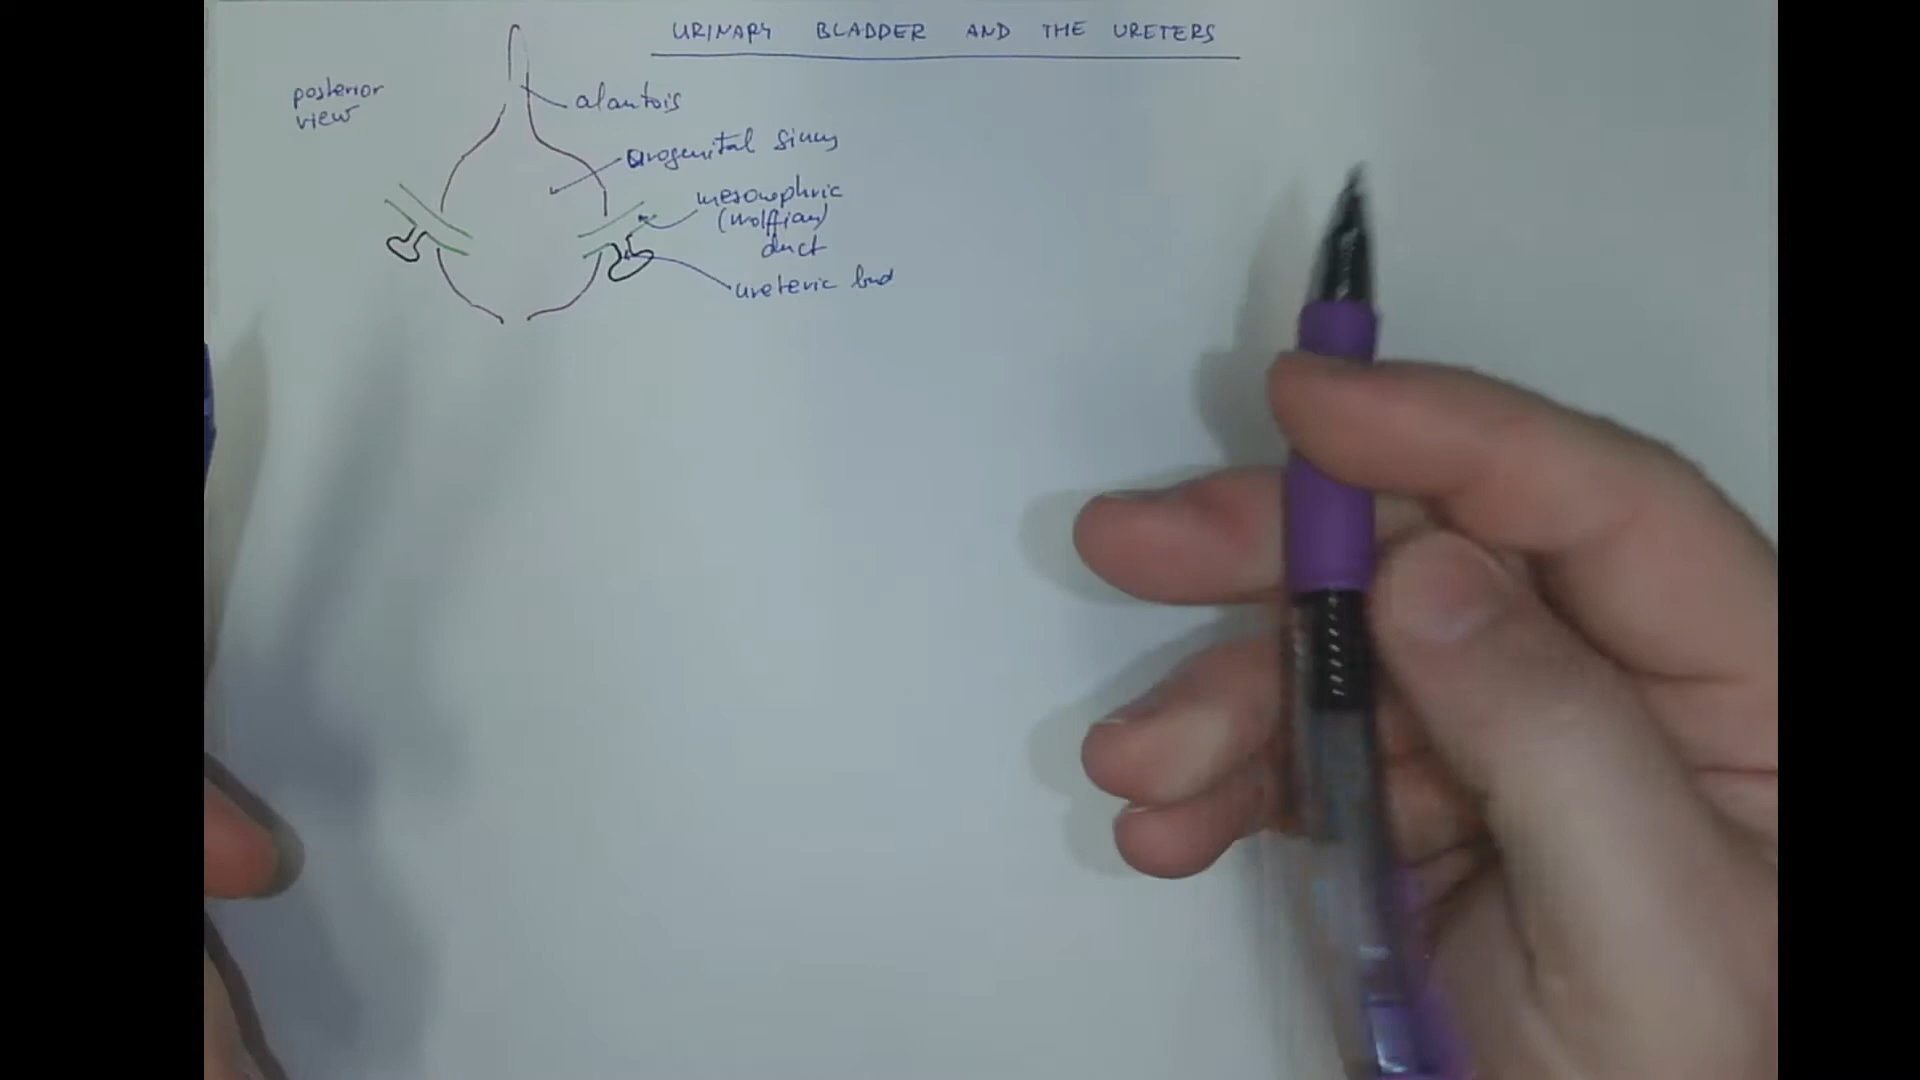 URINARY BLADDER AND THE URETERS
posterior
view
alantois
urogenital sinus
mesonephric
(wolffian)
duct
ureteric bud